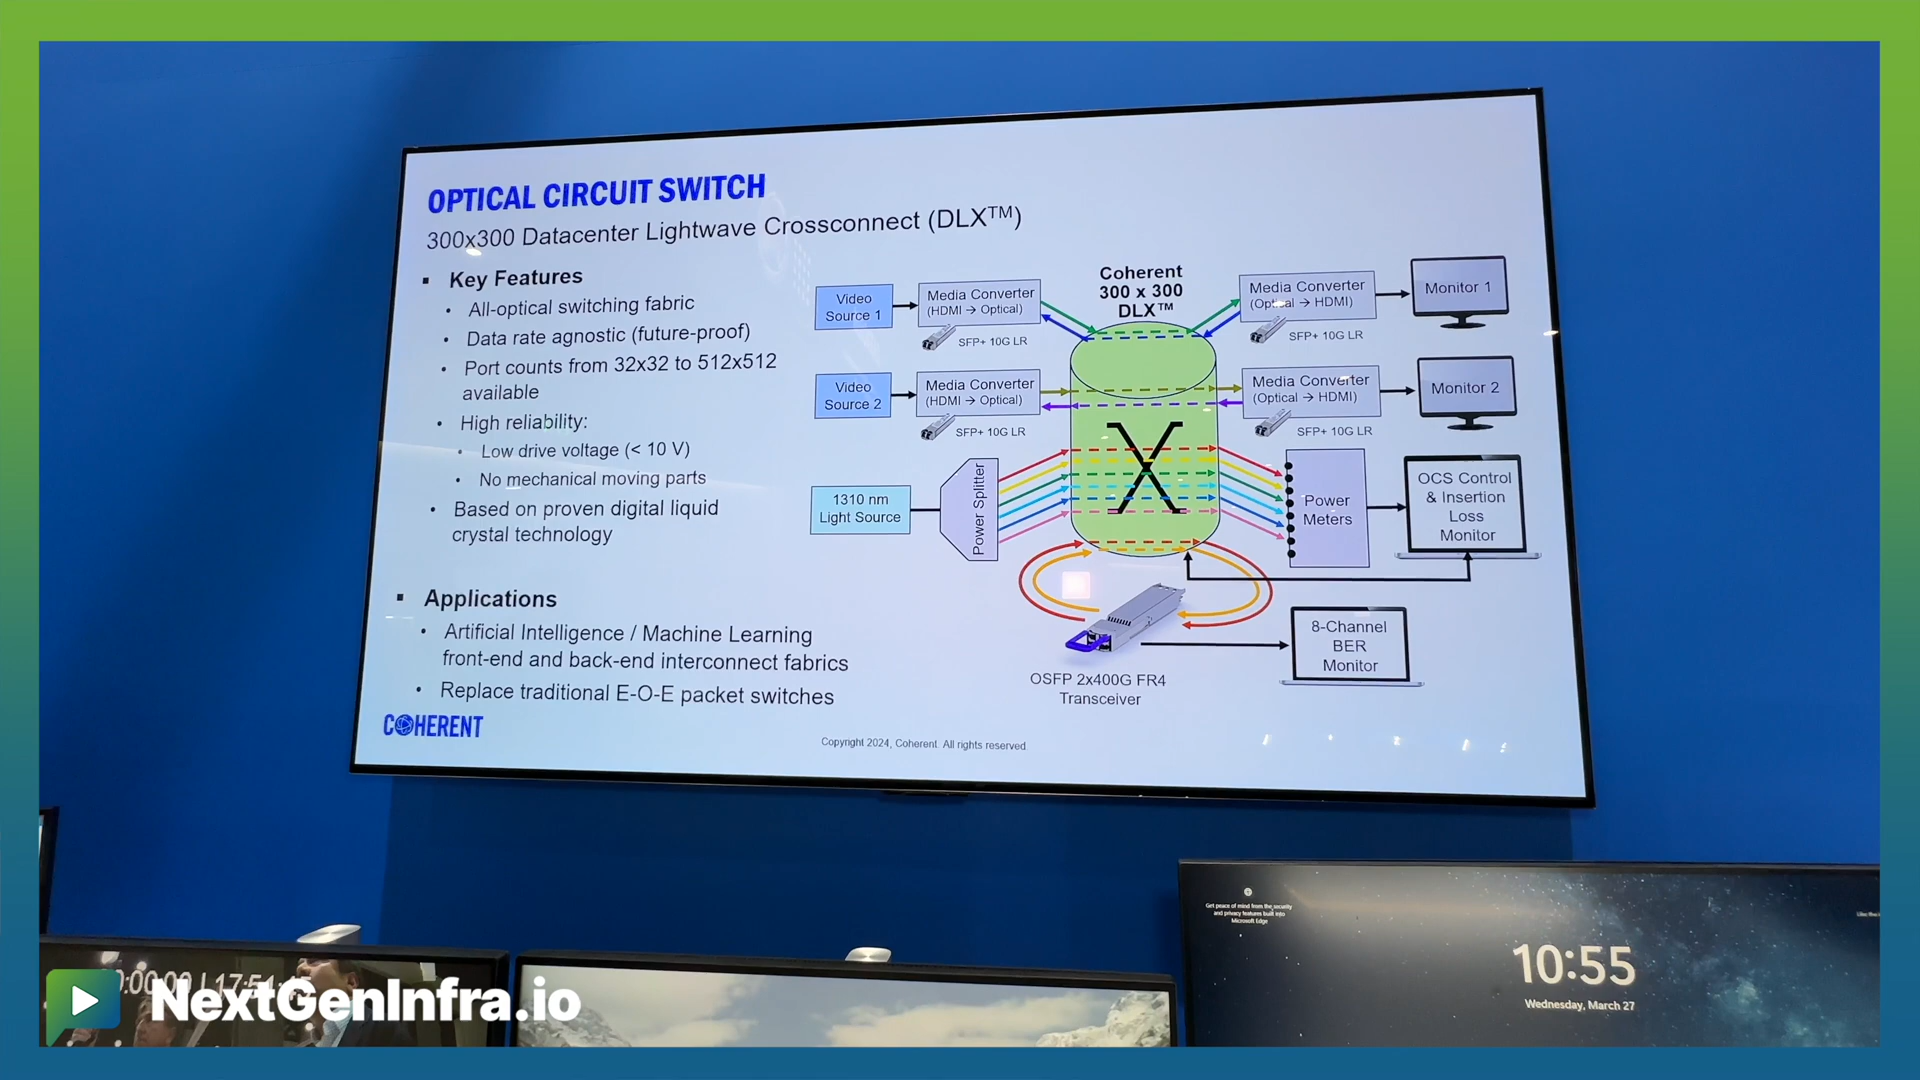 OPTICAL CIRCUIT SWITCH
300x300 Datacenter Lightwave Crossconnect (DLX™)
▪ Key Features
• All-optical switching fabric
• Data rate agnostic (future-proof)
• Port counts from 32x32 to 512x512
available
• High reliability:
• Low drive voltage (< 10 V)
• No mechanical moving parts
• Based on proven digital liquid
crystal technology
▪ Applications
• Artificial Intelligence / Machine Learning
front-end and back-end interconnect fabrics
• Replace traditional E-O-E packet switches
COHERENT
Copyright 2024, Coherent. All rights reserved
Coherent
300 x 300
DLX™
Video
Source 1
Media Converter
(HDMI → Optical)
SFP+ 10G LR
Media Converter
(Optical → HDMI)
SFP+ 10G LR
Monitor 1
Video
Source 2
Media Converter
(HDMI → Optical)
SFP+ 10G LR
Media Converter
(Optical → HDMI)
SFP+ 10G LR
Monitor 2
1310 nm
Light Source
Power Splitter
X
Power
Meters
OCS Control
& Insertion
Loss
Monitor
OSFP 2x400G FR4
Transceiver
8-Channel
BER
Monitor
Get peace of mind from the security
and privacy features built into
Microsoft Edge
10:55
Wednesday, March 27
NextGenInfra.io